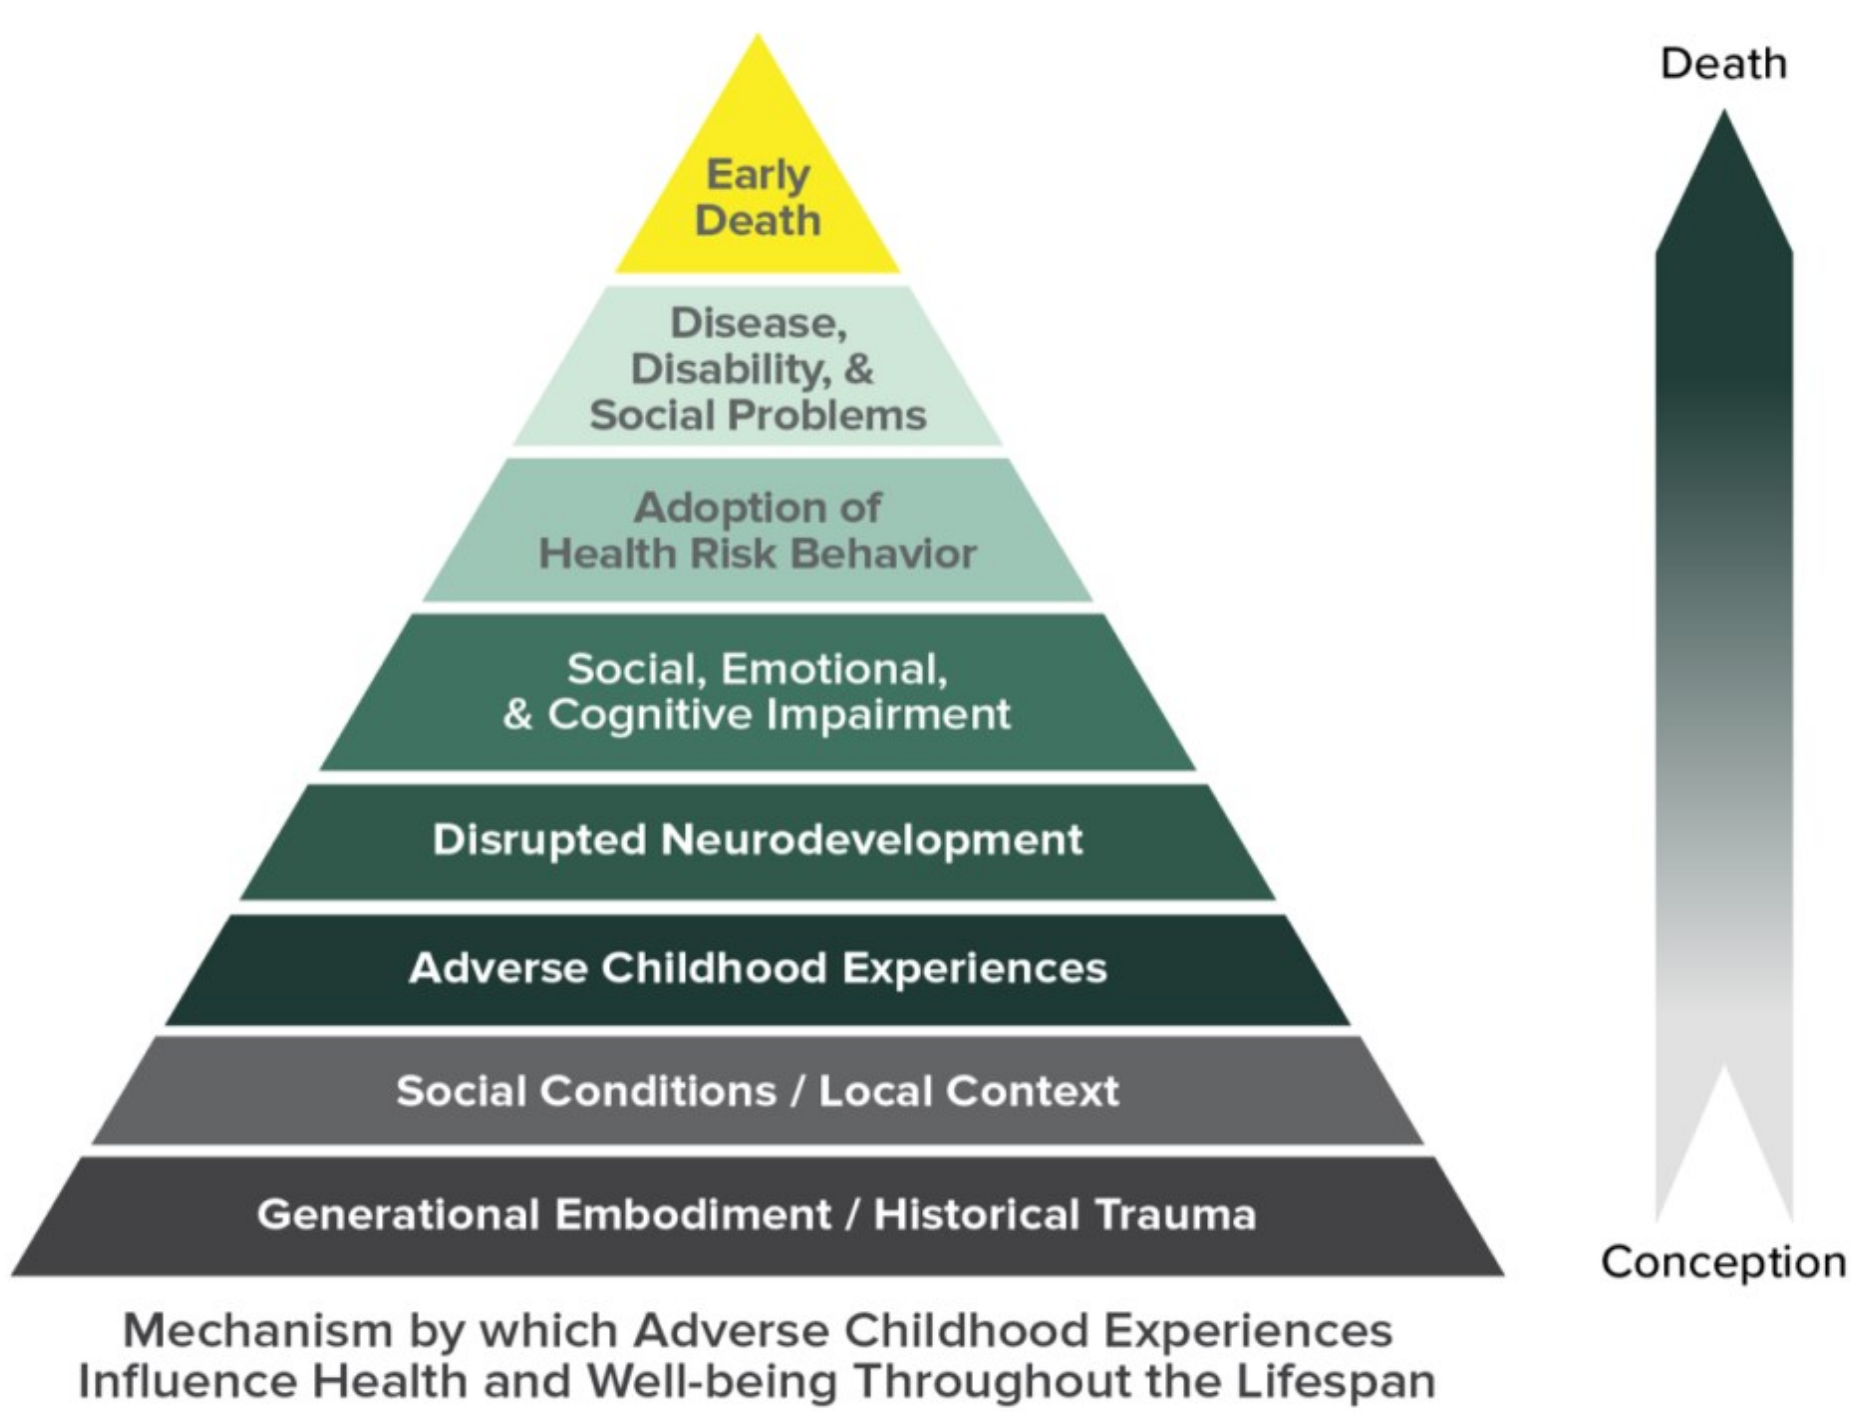 Death
Early
Death
Disease,
Disability, &
Social Problems
Adoption of
Health Risk Behavior
Social, Emotional,
& Cognitive Impairment
Disrupted Neurodevelopment
Adverse Childhood Experiences
Social Conditions / Local Context
Generational Embodiment / Historical Trauma
Conception
Mechanism by which Adverse Childhood Experiences
Influence Health and Well-being Throughout the Lifespan